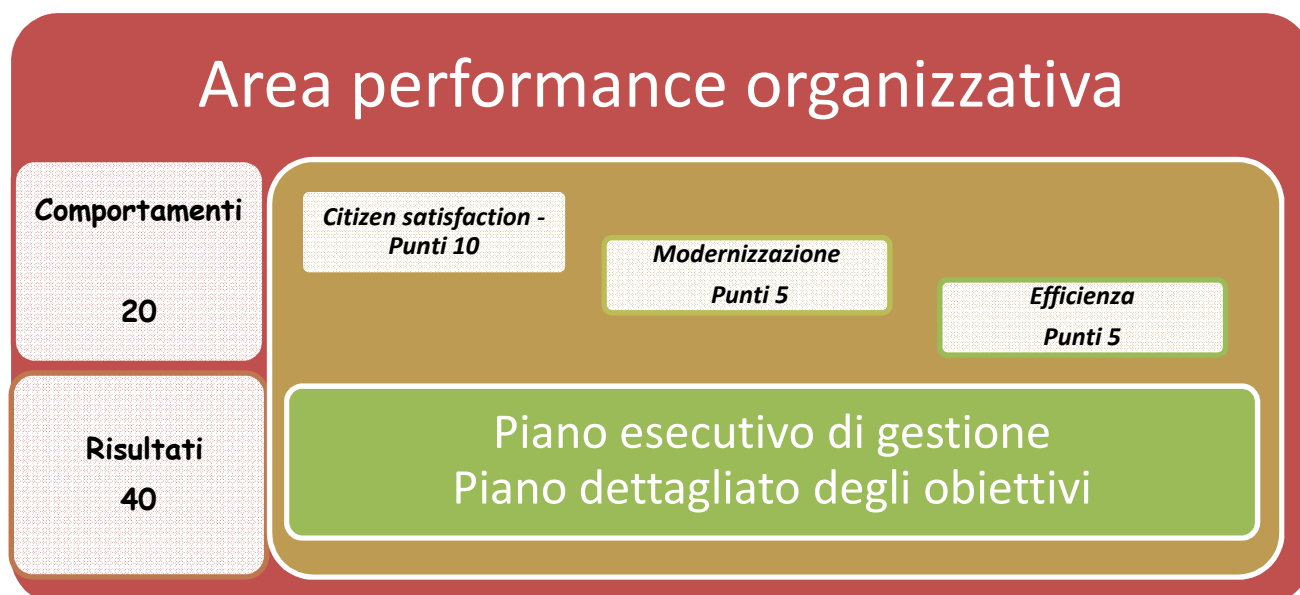 Area performance organizzativa
Comportamenti
20
Citizen satisfaction -
Punti 10
Modernizzazione
Punti 5
Efficienza
Punti 5
Risultati
40
Piano esecutivo di gestione
Piano dettagliato degli obiettivi